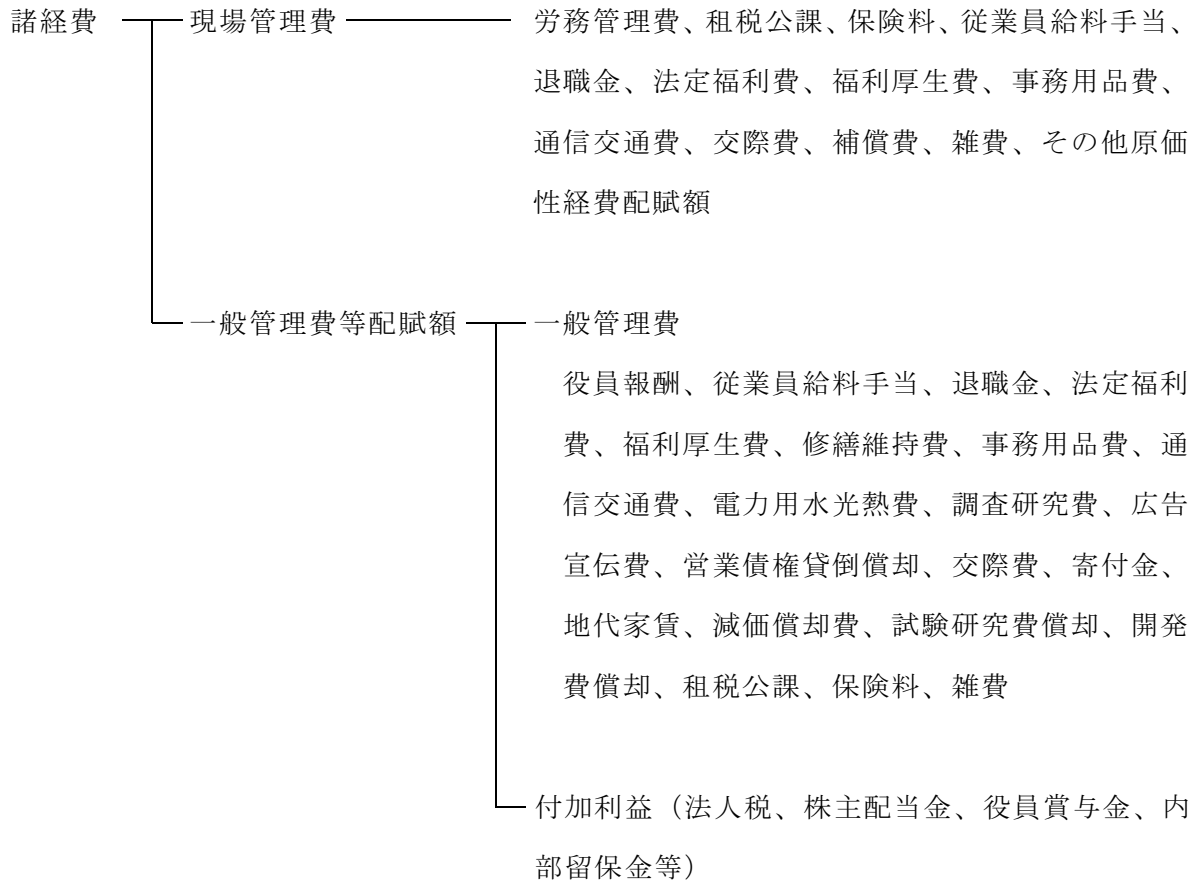 諸経費 現場管理費 労務管理費、租税公課、保険料、従業員給料手当、
退職金、法定福利費、福利厚生費、事務用品費、
通信交通費、交際費、補償費、雑費、その他原価
性経費配賦額
一般管理費等配賦額 一般管理費
役員報酬、従業員給料手当、退職金、法定福利
費、福利厚生費、修繕維持費、事務用品費、通
信交通費、電力用水光熱費、調査研究費、広告
宣伝費、営業債権貸倒償却、交際費、寄付金、
地代家賃、減価償却費、試験研究費償却、開発
費償却、租税公課、保険料、雑費
付加利益（法人税、株主配当金、役員賞与金、内
部留保金等）